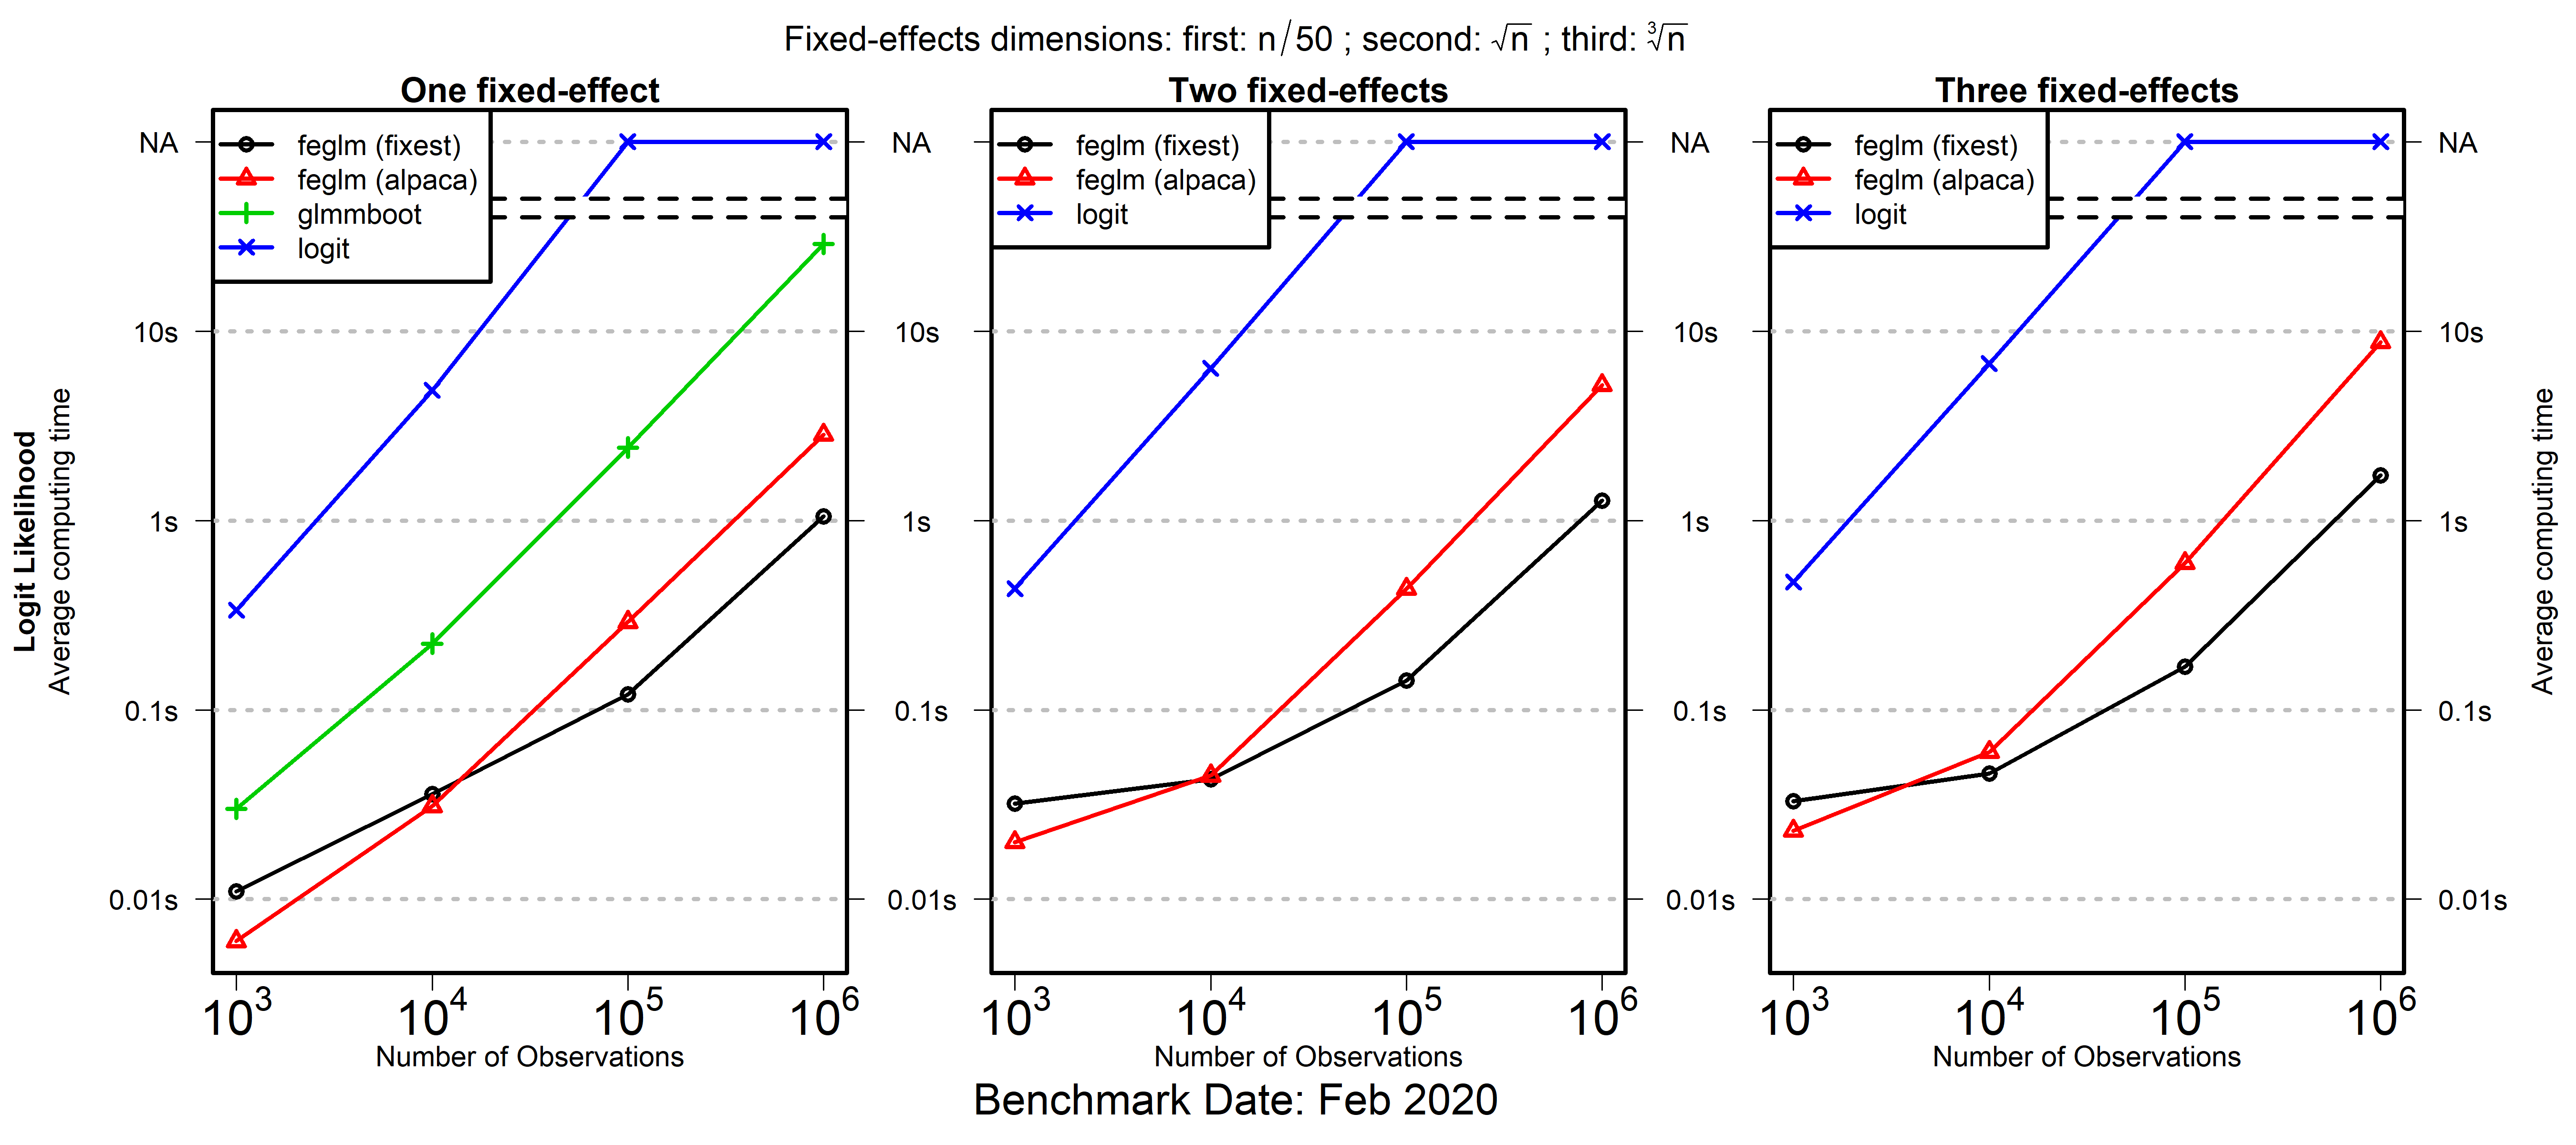 Fixed-effects dimensions: first: n/50 ; second: √n ; third: ∛n
One fixed-effect
NA
10s
1s
0.1s
0.01s
feglm (fixest)
feglm (alpaca)
glmmboot
logit
10³
10⁴
10⁵
10⁶
Number of Observations
Logit Likelihood
Average computing time
Two fixed-effects
NA
10s
1s
0.1s
0.01s
feglm (fixest)
feglm (alpaca)
logit
10³
10⁴
10⁵
10⁶
Number of Observations
Three fixed-effects
NA
10s
1s
0.1s
0.01s
feglm (fixest)
feglm (alpaca)
logit
10³
10⁴
10⁵
10⁶
Number of Observations
NA
10s
1s
0.1s
0.01s
Average computing time
Benchmark Date: Feb 2020